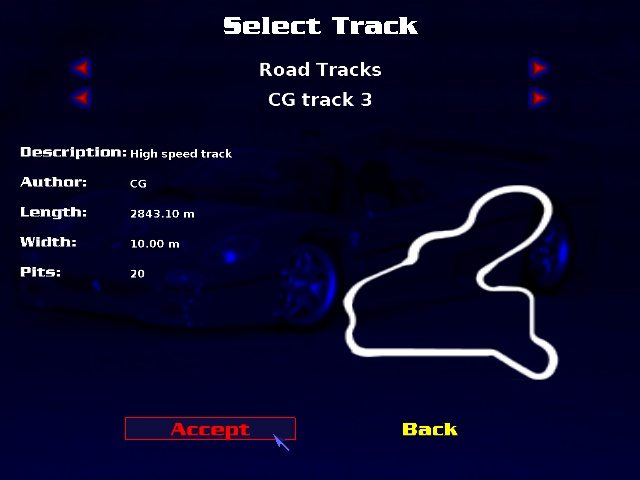 Select Track
Road Tracks
CG track 3
Description: High speed track
Author: CG
Length: 2843.10 m
Width: 10.00 m
Pits: 20
Accept Back